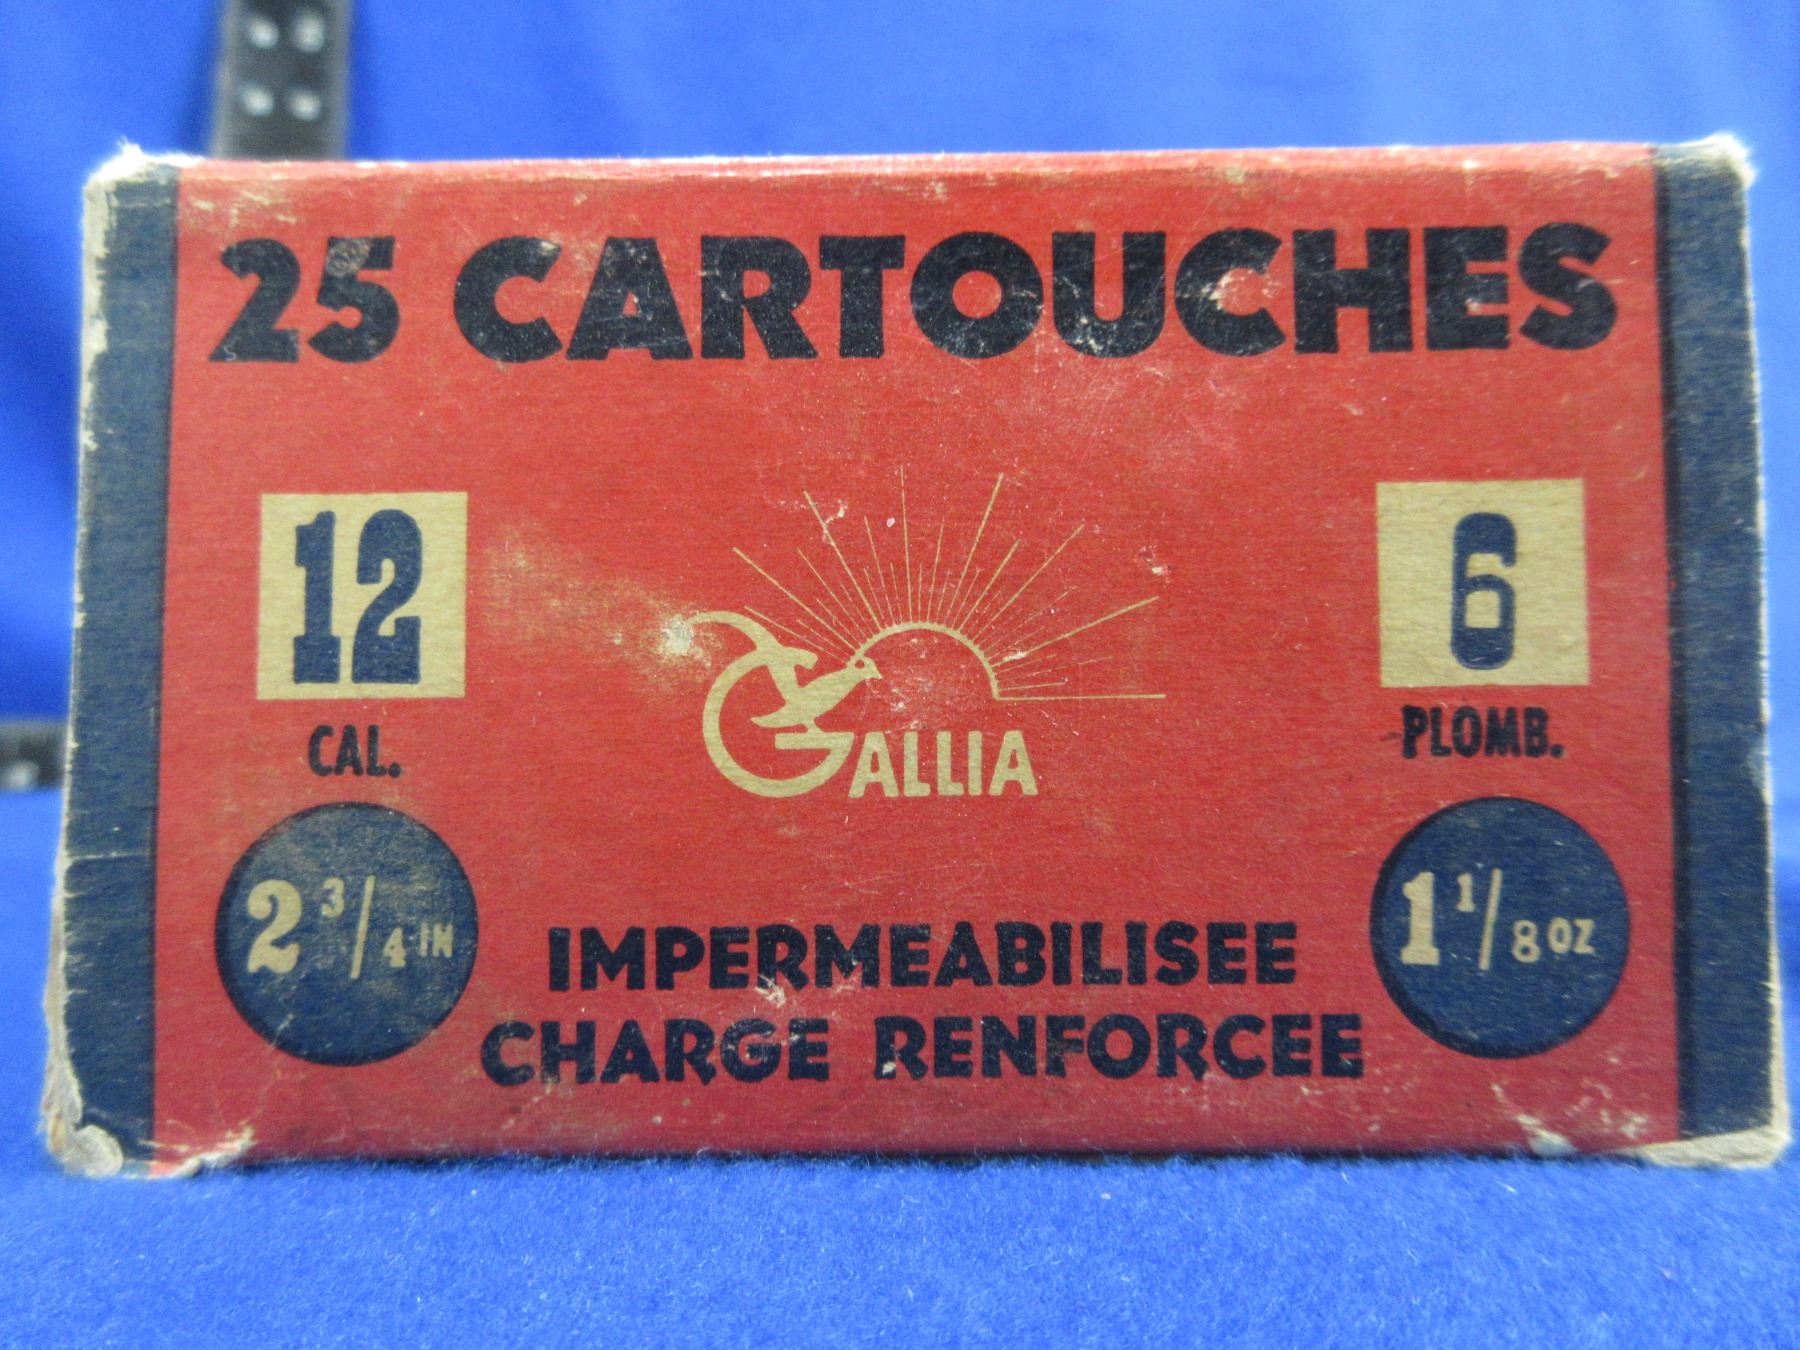 25 CARTOUCHES
12
CAL.
6
PLOMB.
GALLIA
2 3/4 IN
1 1/8 OZ
IMPERMEABILISEE
CHARGE RENFORCEE